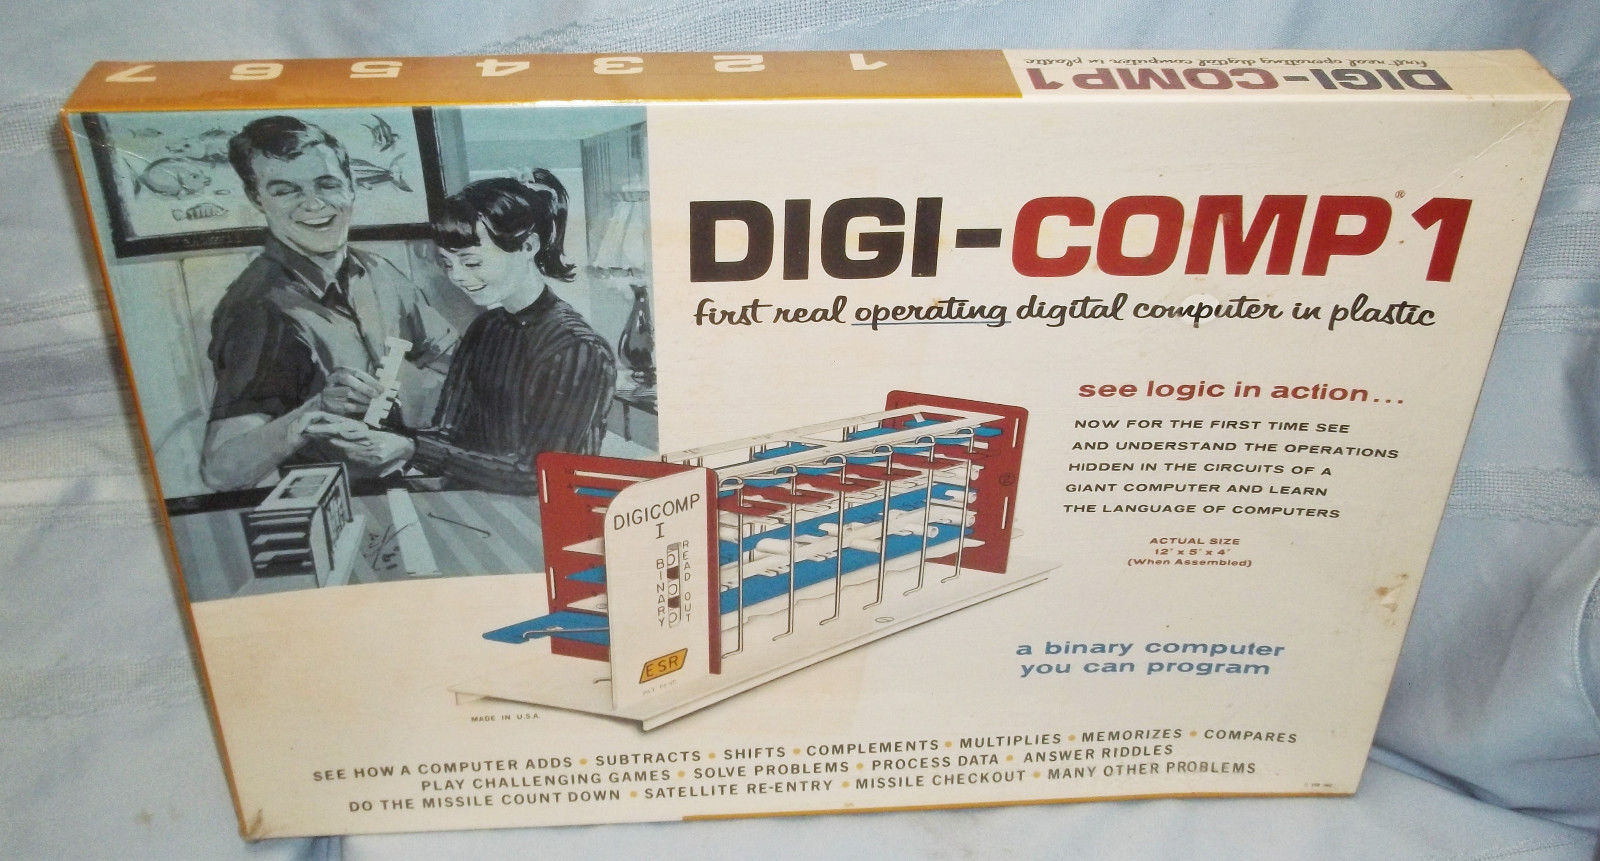 7 6 5 4 3 2 1
DIGI-COMP 1
first real operating digital computer in plastic
DIGI-COMP® 1
first real operating digital computer in plastic
see logic in action...
NOW FOR THE FIRST TIME SEE
AND UNDERSTAND THE OPERATIONS
HIDDEN IN THE CIRCUITS OF A
GIANT COMPUTER AND LEARN
THE LANGUAGE OF COMPUTERS
ACTUAL SIZE
12" x 5" x 4"
(When Assembled)
DIGICOMP
I
BINARY
READ OUT
ESR
a binary computer
you can program
MADE IN U.S.A.
SEE HOW A COMPUTER ADDS • SUBTRACTS • SHIFTS • COMPLEMENTS • MULTIPLIES • MEMORIZES • COMPARES
PLAY CHALLENGING GAMES • SOLVE PROBLEMS • PROCESS DATA • ANSWER RIDDLES
DO THE MISSILE COUNT DOWN • SATELLITE RE-ENTRY • MISSILE CHECKOUT • MANY OTHER PROBLEMS